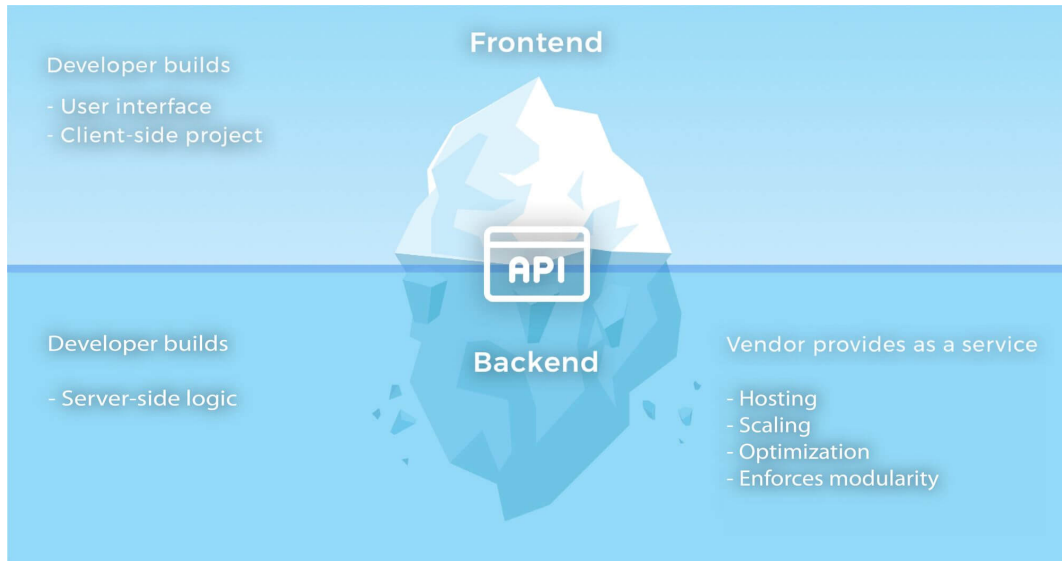 Frontend
Developer builds
- User interface
- Client-side project
API
Backend
Developer builds
- Server-side logic
Vendor provides as a service
- Hosting
- Scaling
- Optimization
- Enforces modularity